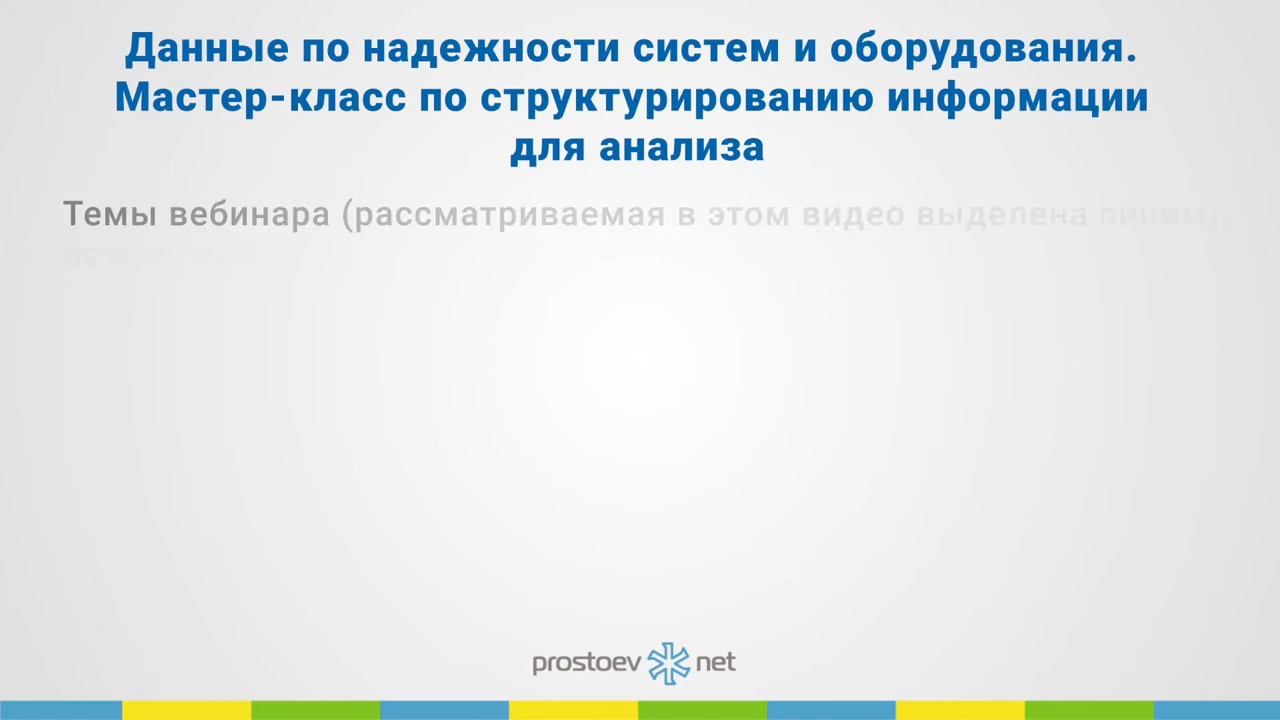 Данные по надежности систем и оборудования.
Мастер-класс по структурированию информации
для анализа
Темы вебинара (рассматриваемая в этом видео выделена синим),
prostoev net